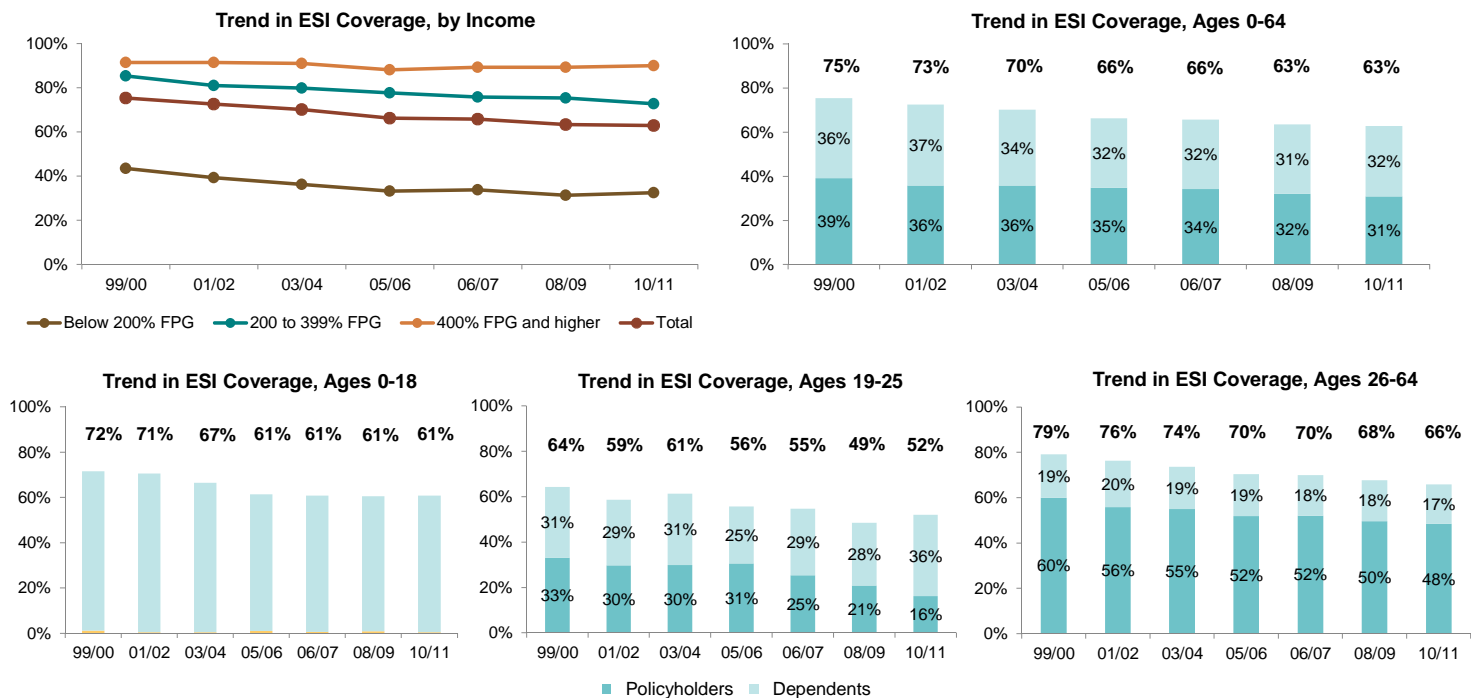 Trend in ESI Coverage, by Income
100%
80%
60%
40%
20%
0%
99/00 01/02 03/04 05/06 06/07 08/09 10/11
Below 200% FPG 200 to 399% FPG 400% FPG and higher Total
Trend in ESI Coverage, Ages 0-64
100%
80%
60%
40%
20%
0%
75% 73% 70% 66% 66% 63% 63%
36% 37% 34% 32% 32% 31% 32%
39% 36% 36% 35% 34% 32% 31%
99/00 01/02 03/04 05/06 06/07 08/09 10/11
Trend in ESI Coverage, Ages 0-18
100%
80%
60%
40%
20%
0%
72% 71% 67% 61% 61% 61% 61%
99/00 01/02 03/04 05/06 06/07 08/09 10/11
Trend in ESI Coverage, Ages 19-25
100%
80%
60%
40%
20%
0%
64% 59% 61% 56% 55% 49% 52%
31% 29% 31% 25% 29% 28% 36%
33% 30% 30% 31% 25% 21% 16%
99/00 01/02 03/04 05/06 06/07 08/09 10/11
Trend in ESI Coverage, Ages 26-64
100%
80%
60%
40%
20%
0%
79% 76% 74% 70% 70% 68% 66%
19% 20% 19% 19% 18% 18% 17%
60% 56% 55% 52% 52% 50% 48%
99/00 01/02 03/04 05/06 06/07 08/09 10/11
Policyholders Dependents